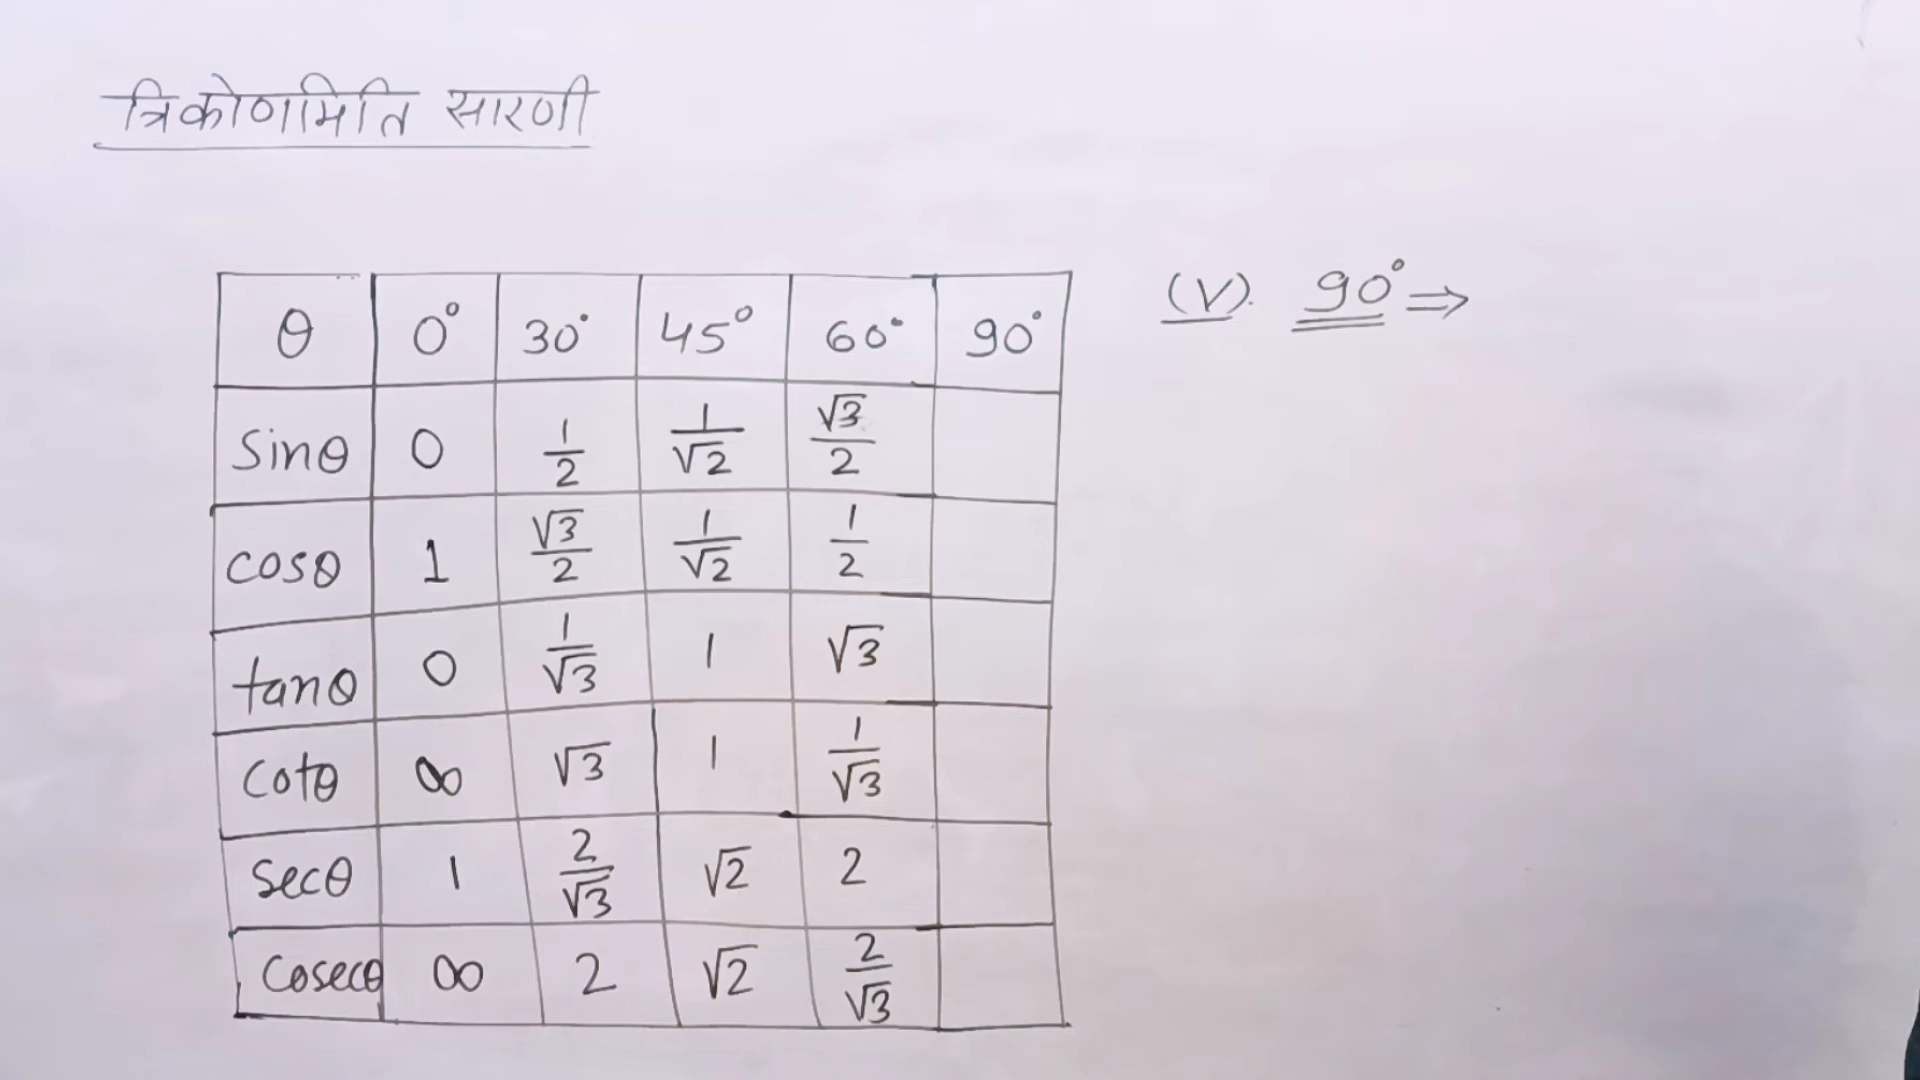 त्रिकोणमिति सारणी
(V). 90° ⇒
θ 0° 30° 45° 60° 90°
sinθ 0 1/2 1/√2 √3/2
cosθ 1 √3/2 1/√2 1/2
tanθ 0 1/√3 1 √3
cotθ ∞ √3 1 1/√3
secθ 1 2/√3 √2 2
cosecθ ∞ 2 √2 2/√3